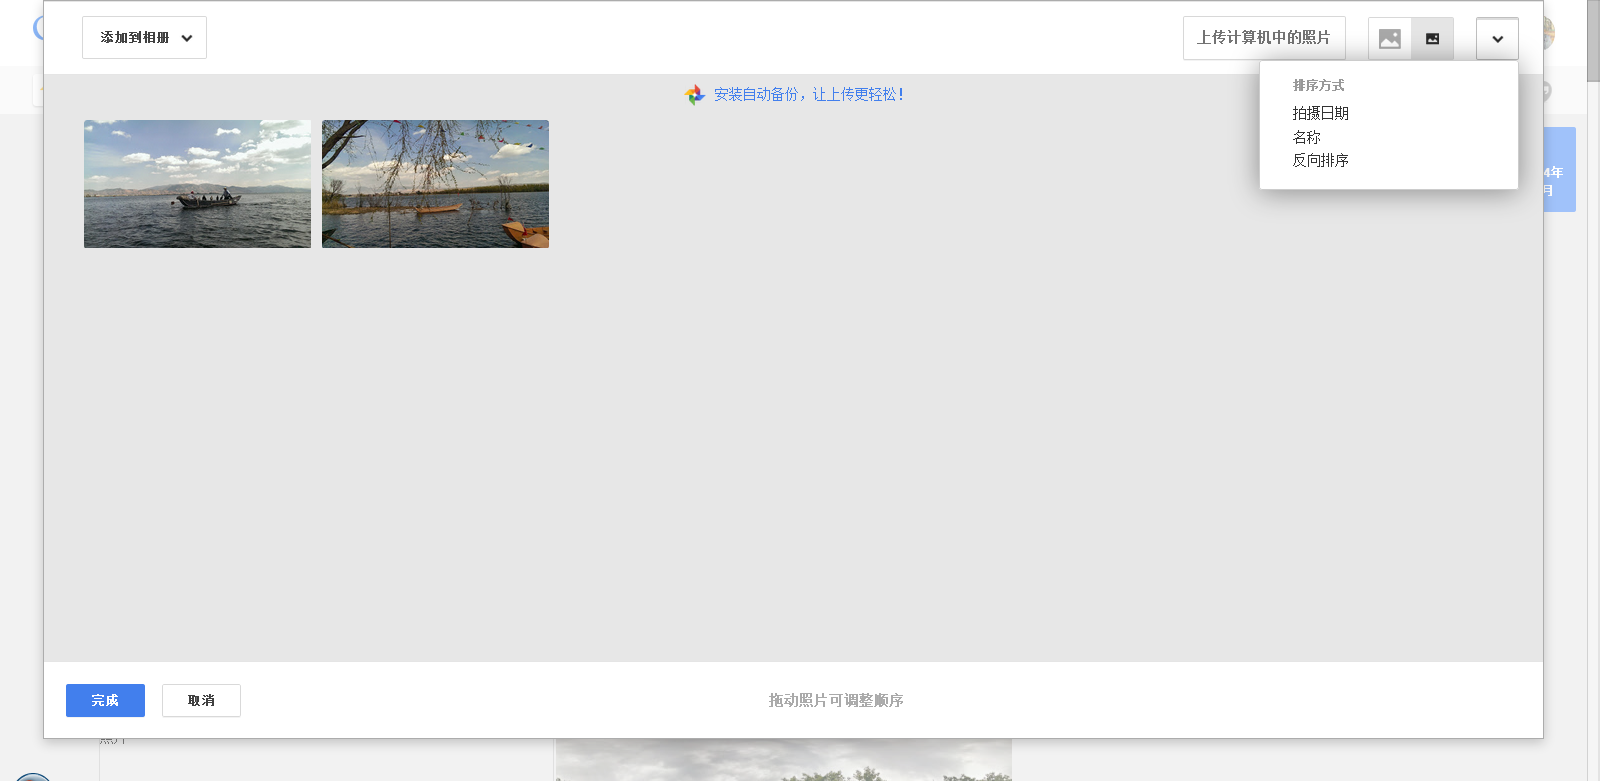 添加到相册
上传计算机中的照片
安装自动备份，让上传更轻松！
排序方式
拍摄日期
名称
反向排序
4年
月
完成
取消
拖动照片可调整顺序